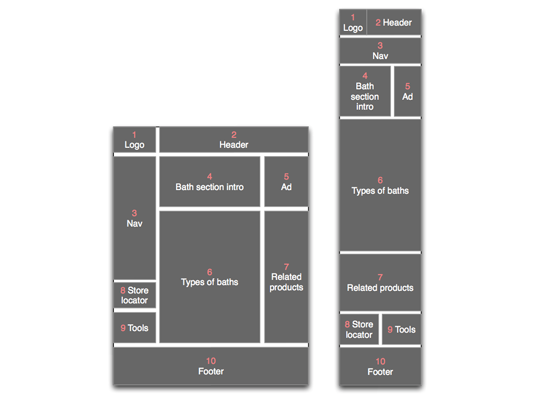 1
Logo
2
Header
3
Nav
4
Bath section intro
5
Ad
6
Types of baths
7
Related
products
8 Store
locator
9 Tools
10
Footer
1
Logo
2 Header
3
Nav
4
Bath
section
intro
5
Ad
6
Types of baths
7
Related products
8 Store
locator
9 Tools
10
Footer